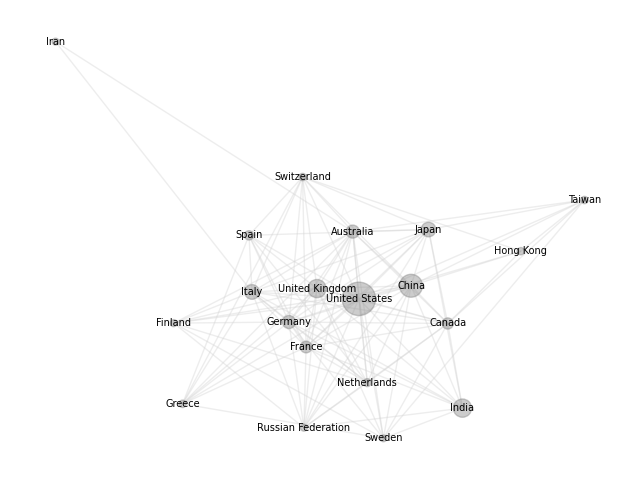 Iran
Switzerland
Taiwan
Spain
Australia
Japan
Hong Kong
Italy
United Kingdom
China
United States
Finland
Germany
Canada
France
Netherlands
Greece
India
Russian Federation
Sweden